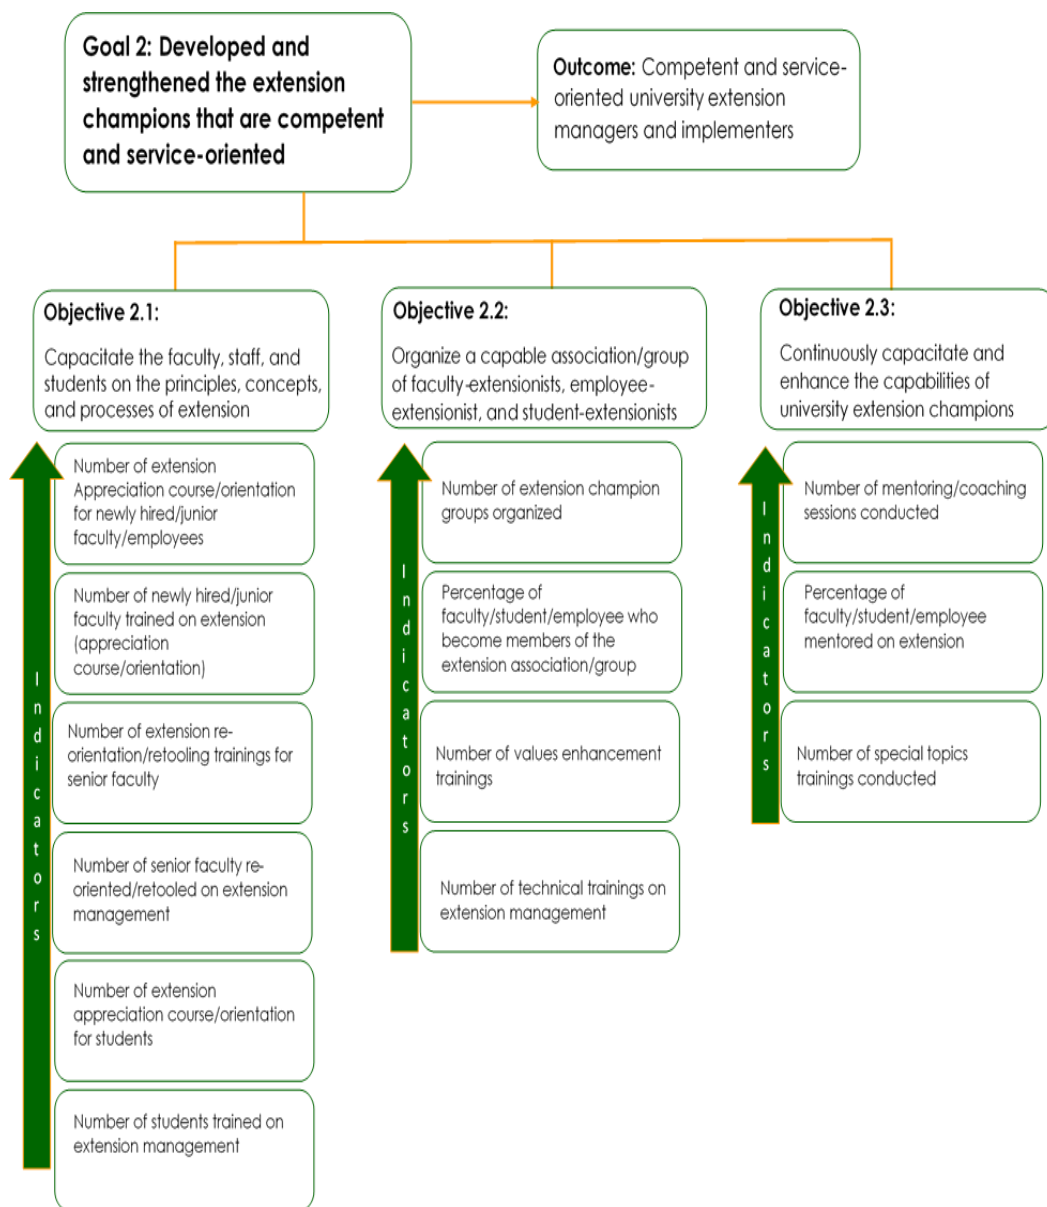 Goal 2: Developed and
strengthened the extension
champions that are competent
and service-oriented
Outcome: Competent and service-
oriented university extension
managers and implementers
Objective 2.1:
Capacitate the faculty, staff, and
students on the principles, concepts,
and processes of extension
Indicators
Number of extension
Appreciation course/orientation
for newly hired/junior
faculty/employees
Number of newly hired/junior
faculty trained on extension
(appreciation
course/orientation)
Number of extension re-
orientation/retooling trainings for
senior faculty
Number of senior faculty re-
oriented/retooled on extension
management
Number of extension
appreciation course/orientation
for students
Number of students trained on
extension management
Objective 2.2:
Organize a capable association/group
of faculty-extensionists, employee-
extensionist, and student-extensionists
Indicators
Number of extension champion
groups organized
Percentage of
faculty/student/employee who
become members of the
extension association/group
Number of values enhancement
trainings
Number of technical trainings on
extension management
Objective 2.3:
Continuously capacitate and
enhance the capabilities of
university extension champions
Indicators
Number of mentoring/coaching
sessions conducted
Percentage of
faculty/student/employee
mentored on extension
Number of special topics
trainings conducted